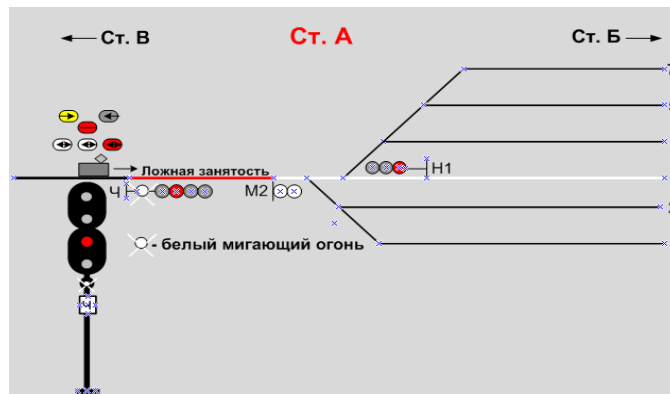 Ст. В
Ст. А
Ст. Б
Ложная занятость
Н1
Ч
М2
- белый мигающий огонь
Ч